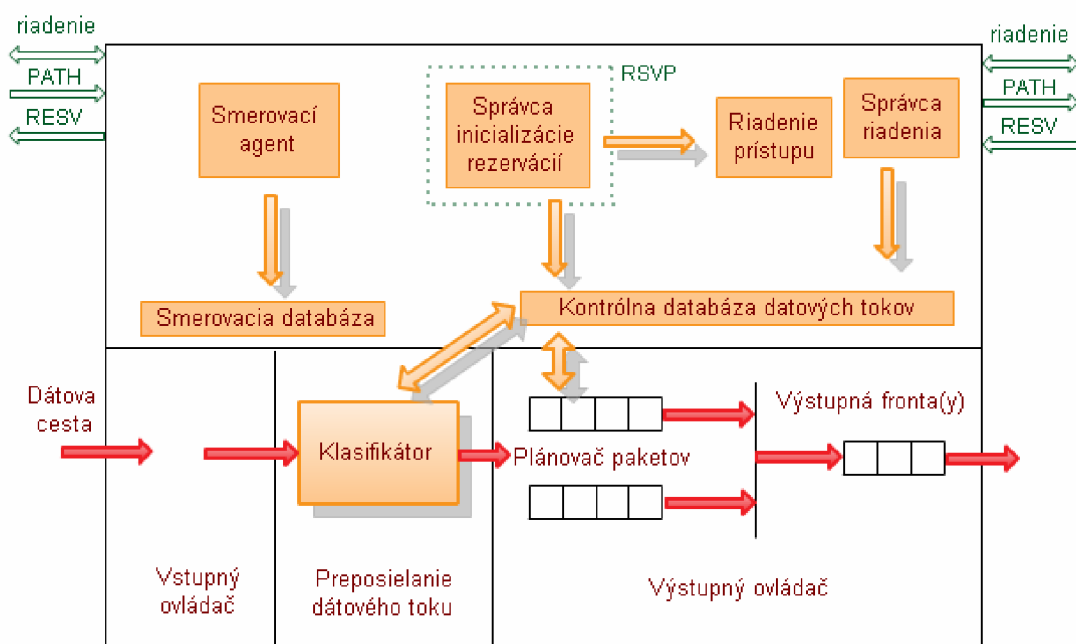 riadenie
PATH
RESV
riadenie
PATH
RESV
RSVP
Smerovací
agent
Správca
inicializácie
rezervácií
Riadenie
prístupu
Správca
riadenia
Smerovacia databáza
Kontrólna databáza datových tokov
Dátova
cesta
Klasifikátor
Plánovač paketov
Výstupná fronta(y)
Vstupný
ovládač
Preposielanie
dátového toku
Výstupný ovládač